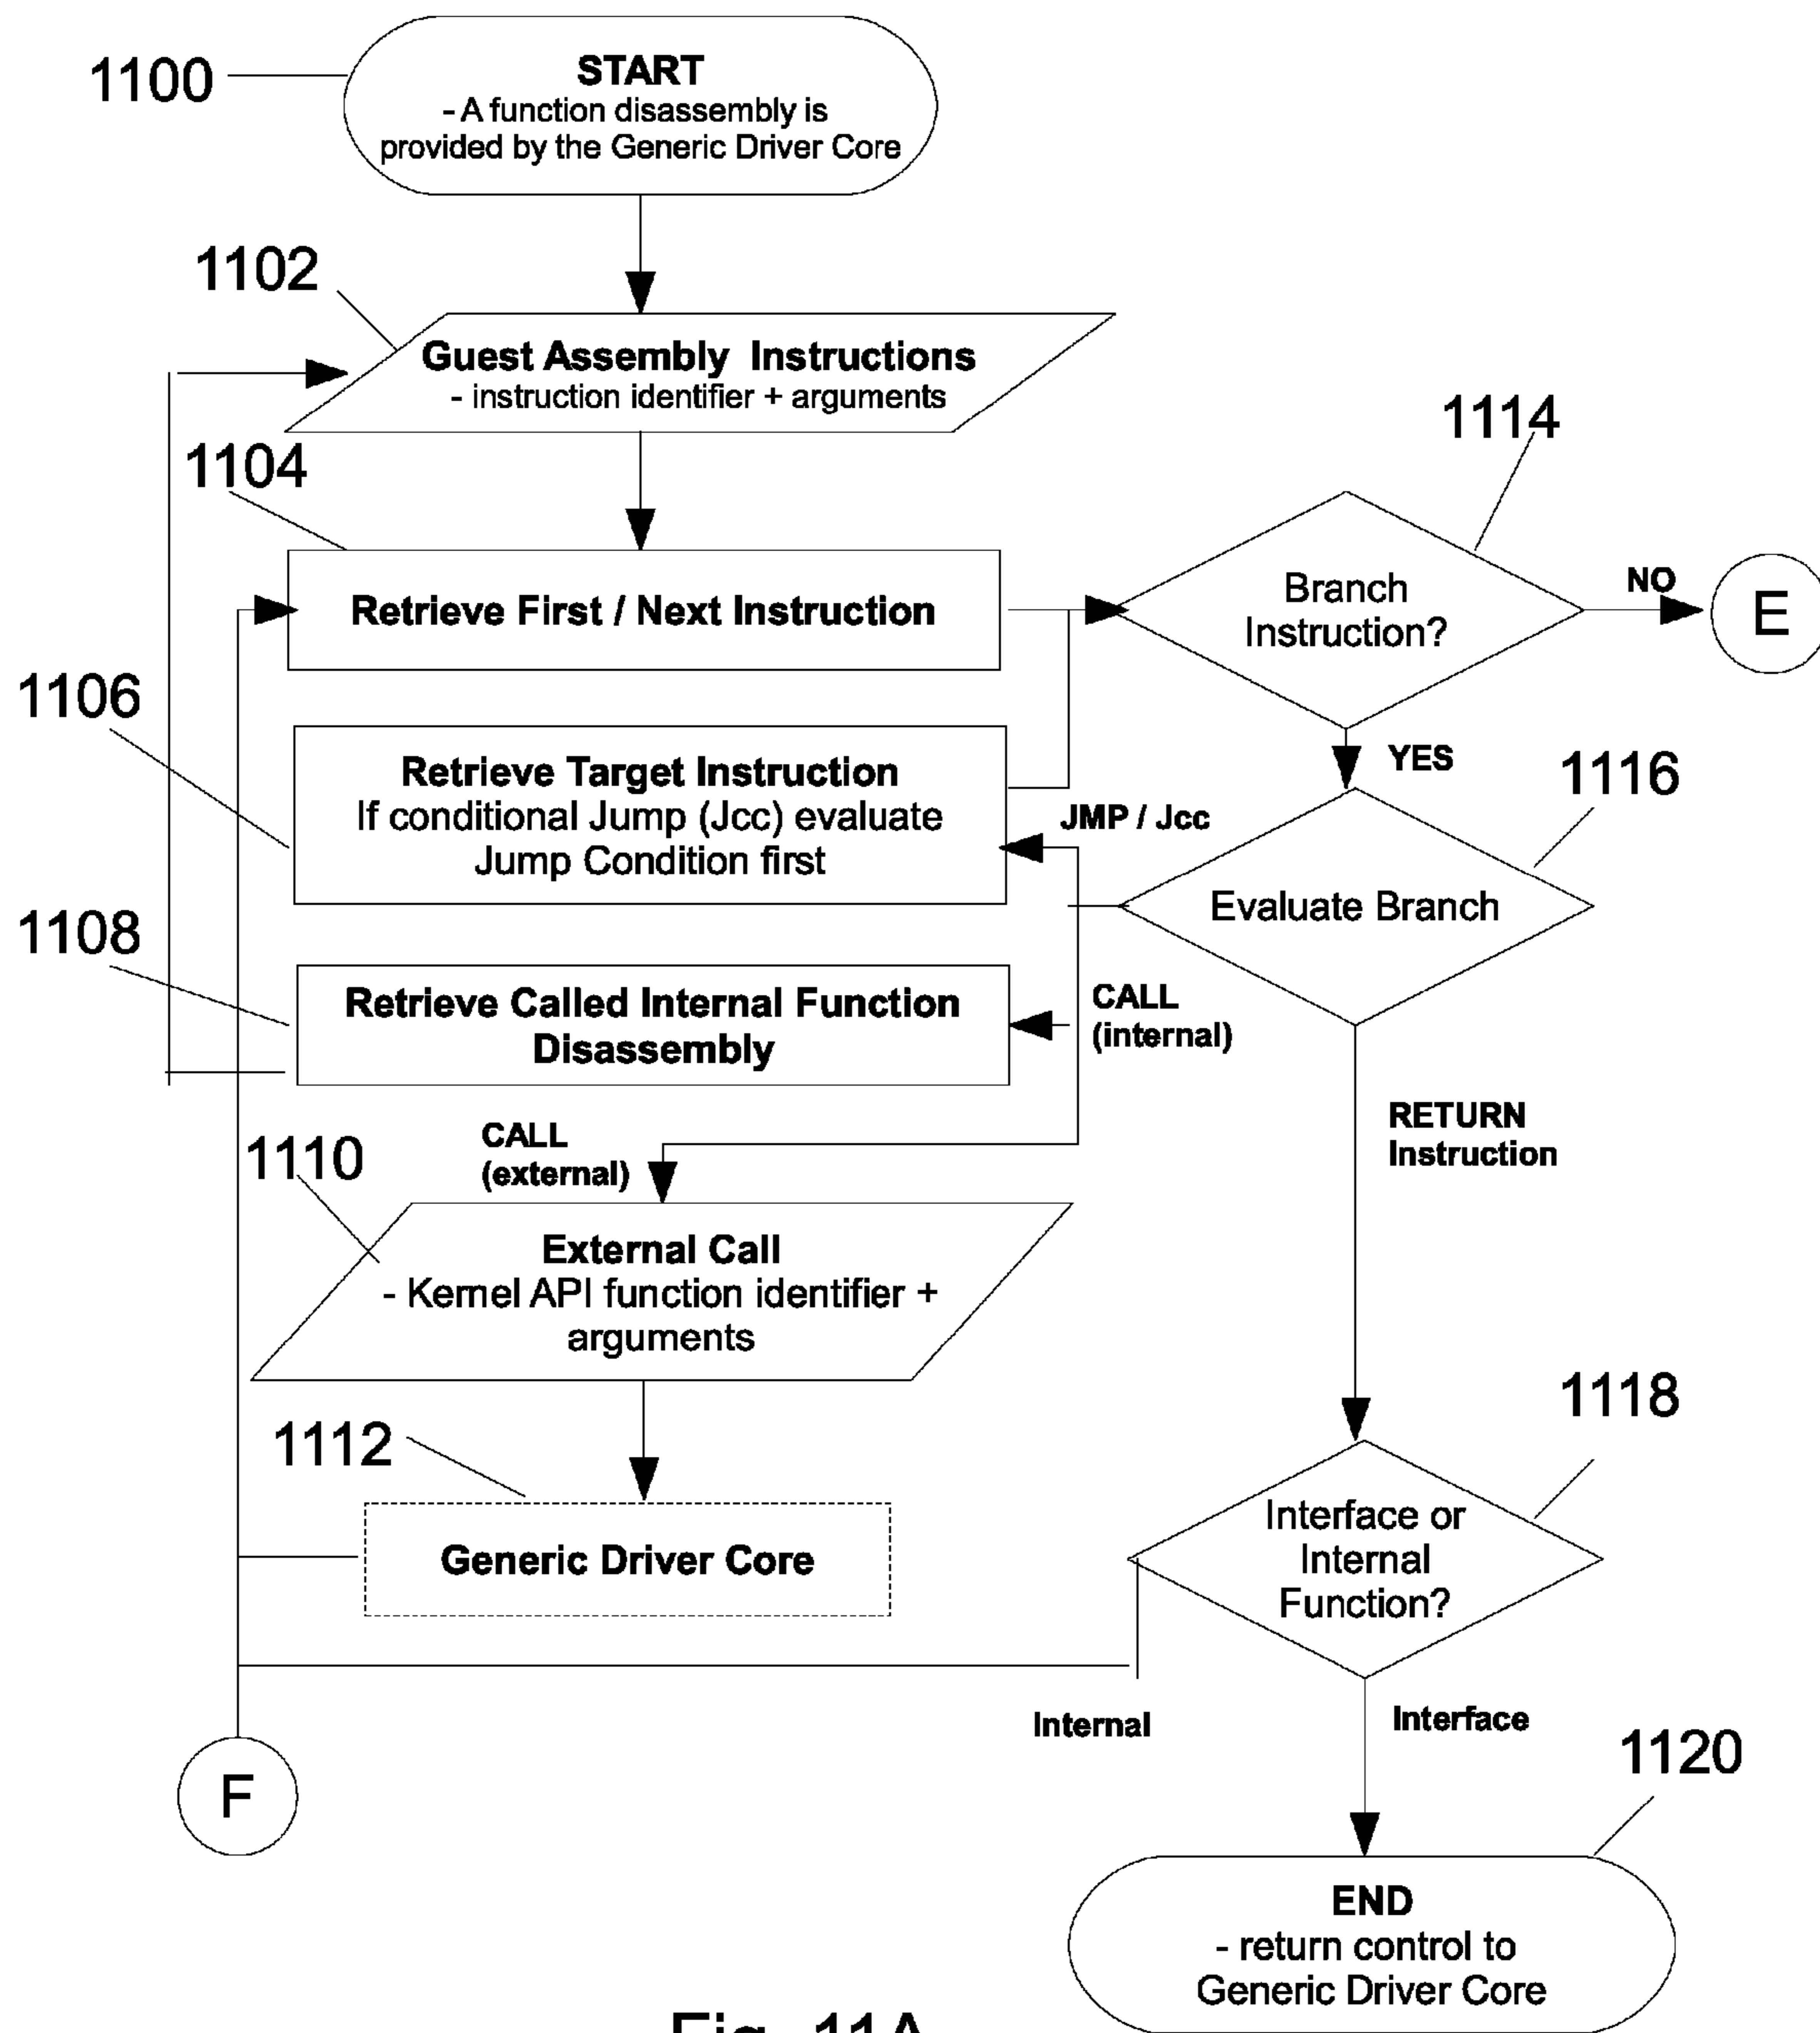 1100
START
- A function disassembly is
provided by the Generic Driver Core
1102
Guest Assembly Instructions
- instruction identifier + arguments
1104
Retrieve First / Next Instruction
1114
Branch
Instruction?
NO
E
YES
1106
Retrieve Target Instruction
If conditional Jump (Jcc) evaluate
Jump Condition first
JMP / Jcc
1116
Evaluate Branch
1108
Retrieve Called Internal Function
Disassembly
CALL
(internal)
RETURN
Instruction
CALL
(external)
1110
External Call
- Kernel API function identifier +
arguments
1112
Generic Driver Core
1118
Interface or
Internal
Function?
Internal
Interface
F
1120
END
- return control to
Generic Driver Core
Fig. 11A